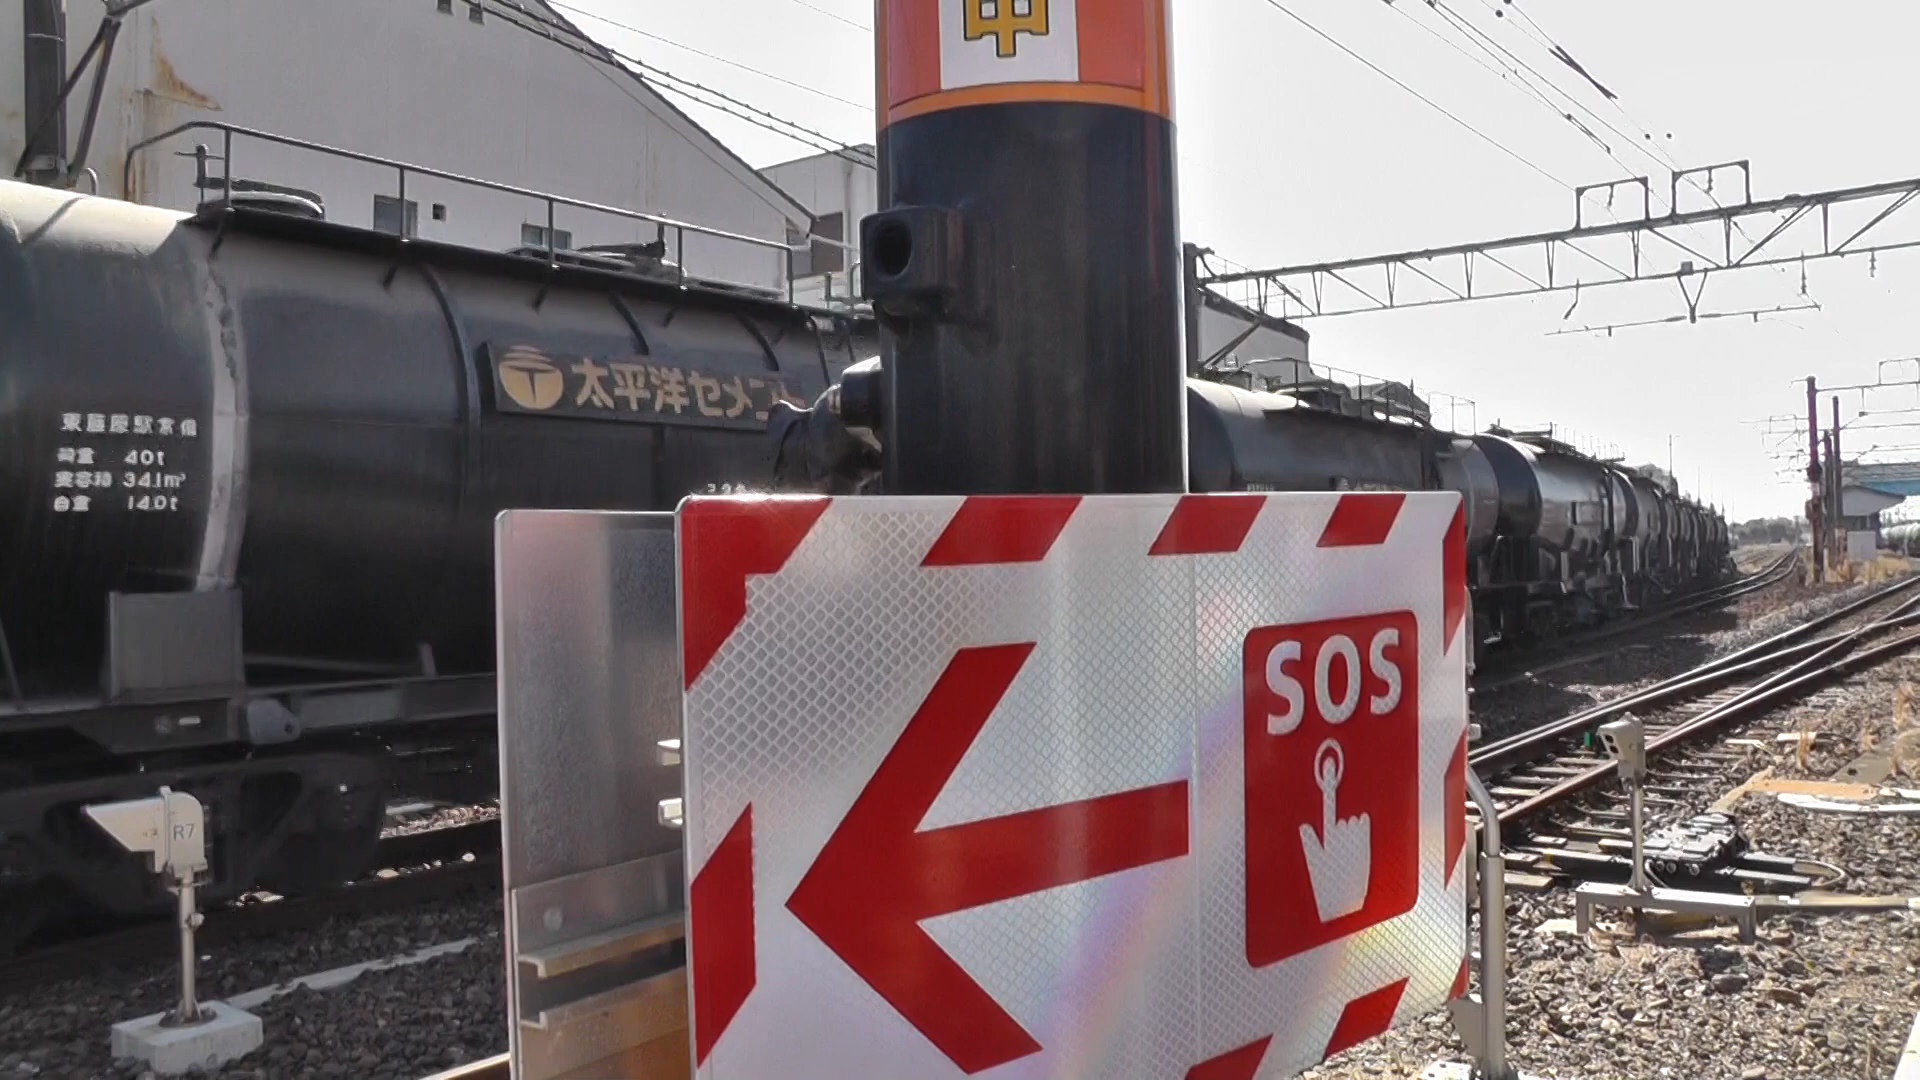 申
太平洋セメント
東藤原駅常備
荷重 40t
実容積 34.1m³
自重 14.0t
SOS
R7